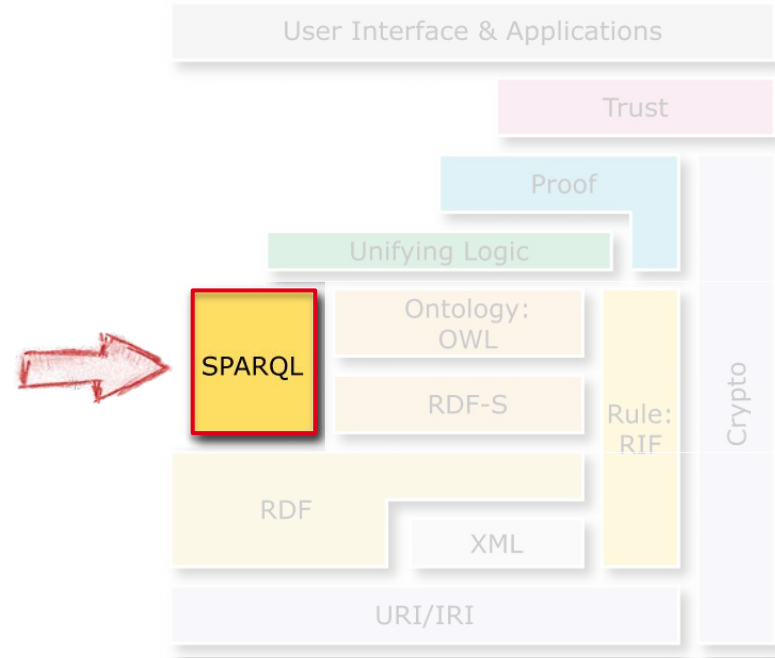 User Interface & Applications
Trust
Proof
Unifying Logic
SPARQL
Ontology:
OWL
RDF-S
Rule:
RIF
Crypto
RDF
XML
URI/IRI